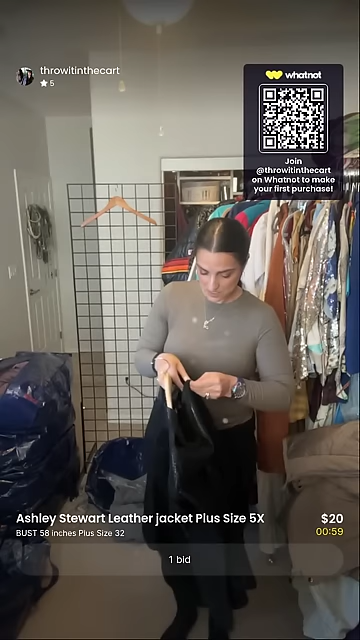 throwitinthecart
★ 5
whatnot
Join
@throwitinthecart
on Whatnot to make
your first purchase!
Ashley Stewart Leather jacket Plus Size 5X
$20
BUST 58 inches Plus Size 32
00:59
1 bid